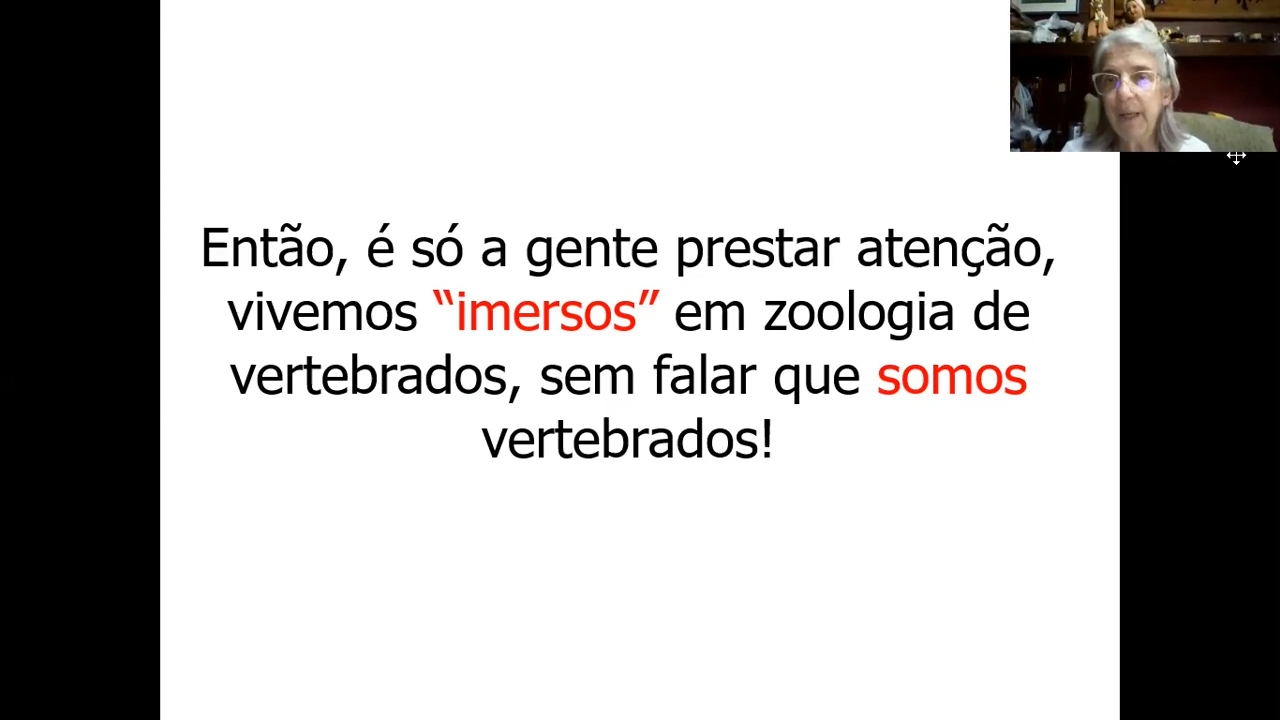 Então, é só a gente prestar atenção,
vivemos “imersos” em zoologia de
vertebrados, sem falar que somos
vertebrados!